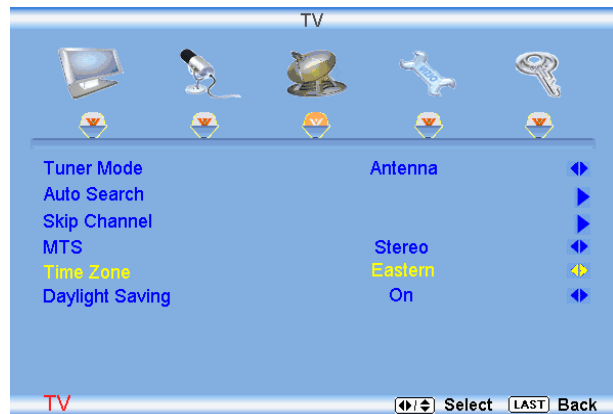 TV
Tuner Mode Antenna
Auto Search
Skip Channel
MTS Stereo
Time Zone Eastern
Daylight Saving On
TV Select LAST Back